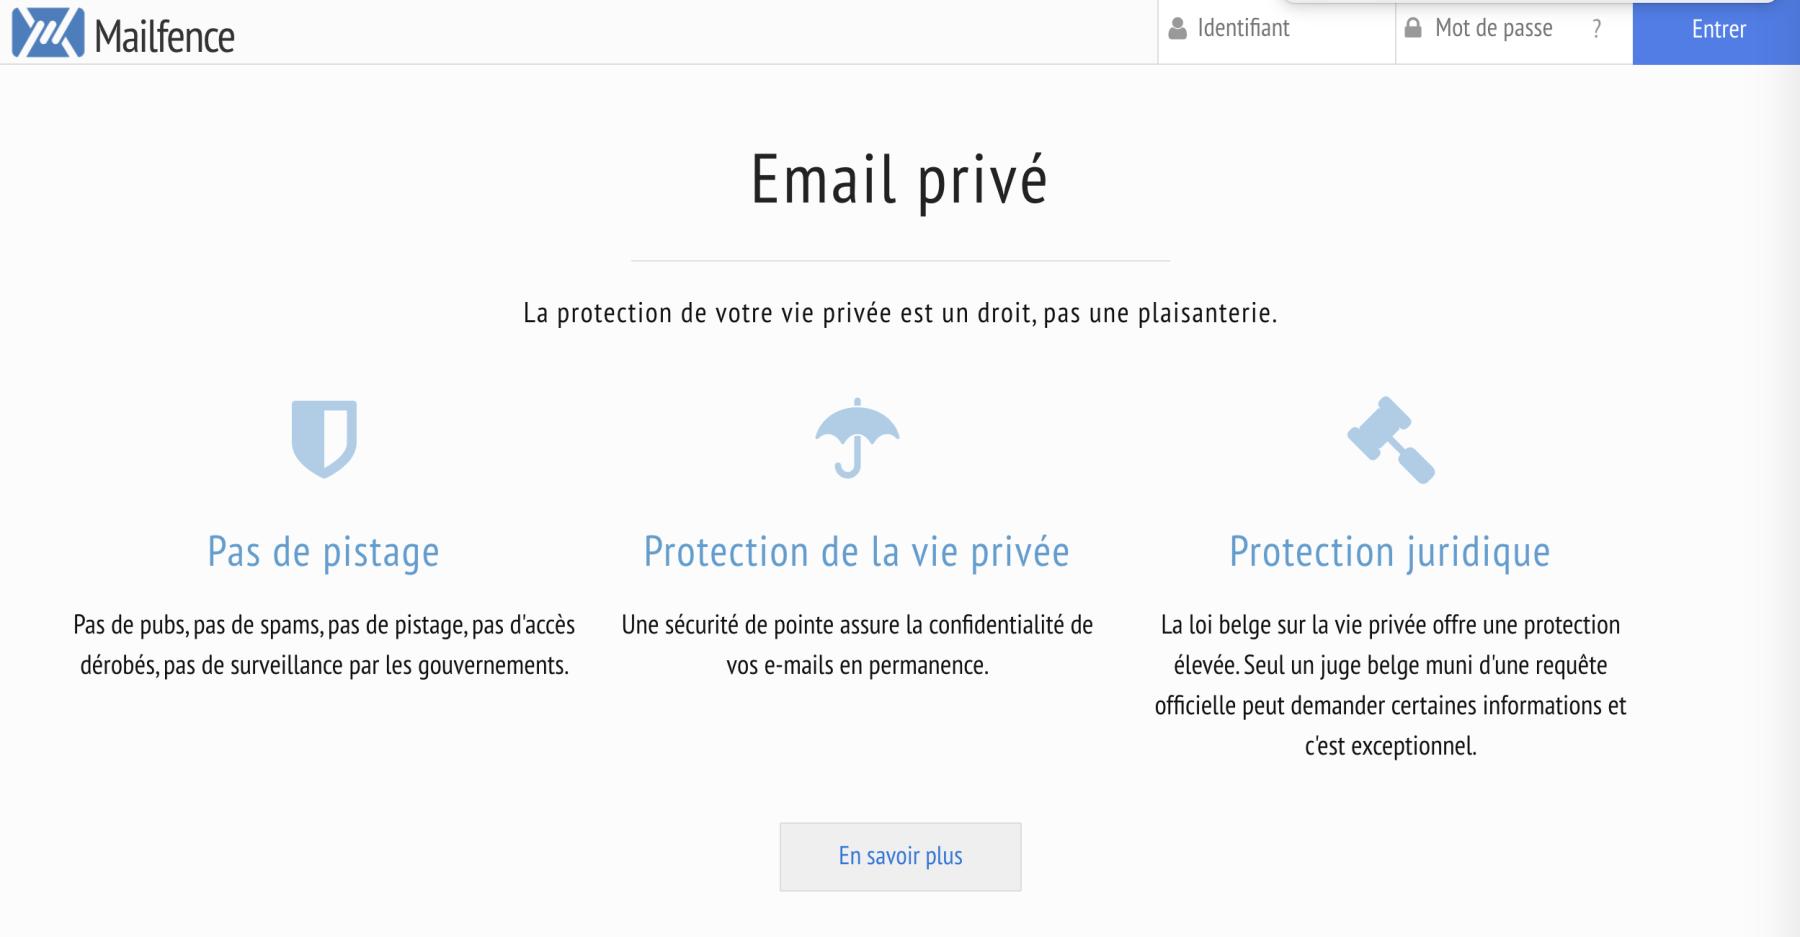 Mailfence
Identifiant
Mot de passe
?
Entrer
Email privé
La protection de votre vie privée est un droit, pas une plaisanterie.
Pas de pistage
Pas de pubs, pas de spams, pas de pistage, pas d'accès
dérobés, pas de surveillance par les gouvernements.
Protection de la vie privée
Une sécurité de pointe assure la confidentialité de
vos e-mails en permanence.
Protection juridique
La loi belge sur la vie privée offre une protection
élevée. Seul un juge belge muni d'une requête
officielle peut demander certaines informations et
c'est exceptionnel.
En savoir plus